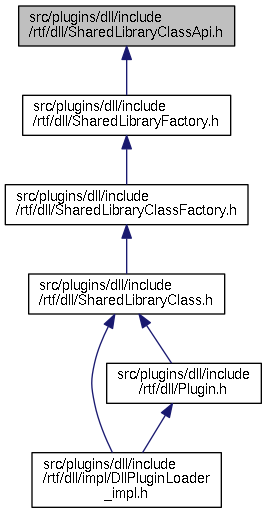 src/plugins/dll/include
/rtf/dll/SharedLibraryClassApi.h
src/plugins/dll/include
/rtf/dll/SharedLibraryFactory.h
src/plugins/dll/include
/rtf/dll/SharedLibraryClassFactory.h
src/plugins/dll/include
/rtf/dll/SharedLibraryClass.h
src/plugins/dll/include
/rtf/dll/Plugin.h
src/plugins/dll/include
/rtf/dll/impl/DllPluginLoader
_impl.h